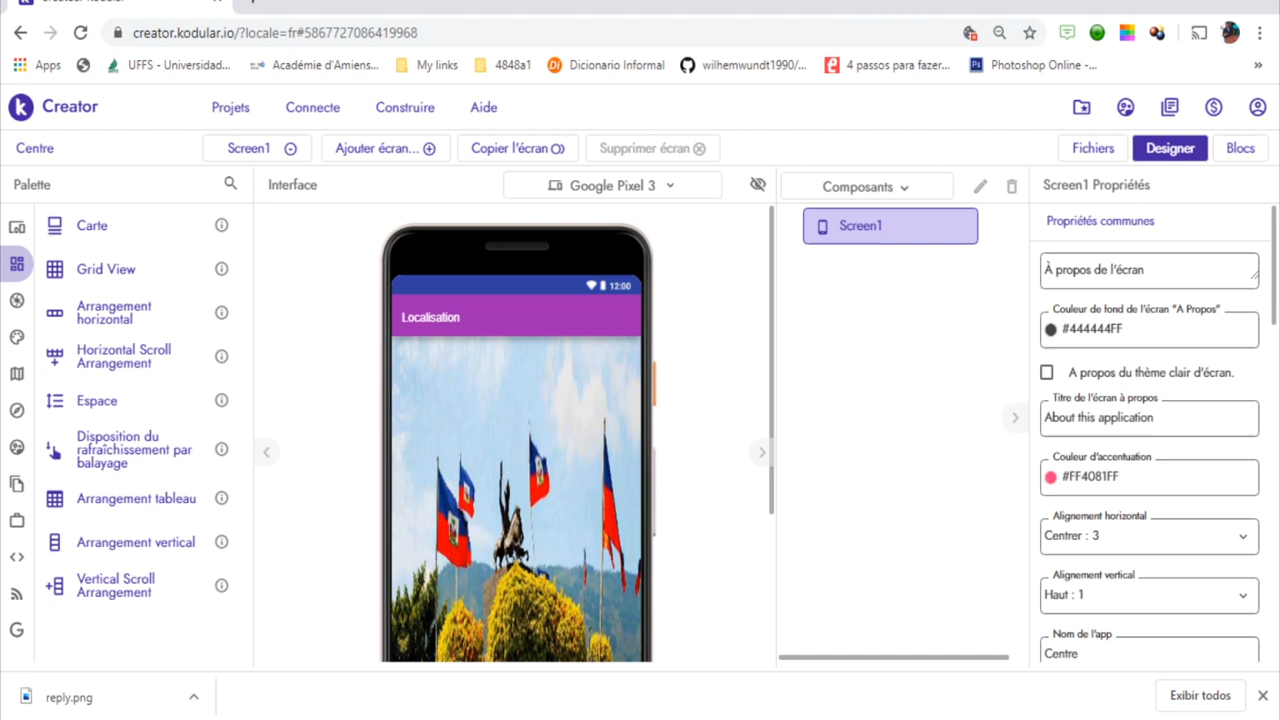 creator.kodular.io/?locale=fr#5867727086419968
Apps
UFFS - Universidad...
Académie d'Amiens...
My links
4848a1
Dicionario Informal
wilhemwundt1990/...
4 passos para fazer...
Photoshop Online -...
»
Creator
Projets
Connecte
Construire
Aide
Centre
Screen1
Ajouter écran...
Copier l'écran
Supprimer écran
Fichiers
Designer
Blocs
Palette
Interface
Google Pixel 3
Composants
Screen1 Propriétés
Carte
Grid View
Arrangement
horizontal
Horizontal Scroll
Arrangement
Espace
Disposition du
rafraîchissement par
balayage
Arrangement tableau
Arrangement vertical
Vertical Scroll
Arrangement
12:00
Localisation
Screen1
Propriétés communes
À propos de l'écran
Couleur de fond de l'écran "A Propos"
#444444FF
A propos du thème clair d'écran.
Titre de l'écran à propos
About this application
Couleur d'accentuation
#FF4081FF
Alignement horizontal
Centrer : 3
Alignement vertical
Haut : 1
Nom de l'app
Centre
reply.png
Exibir todos